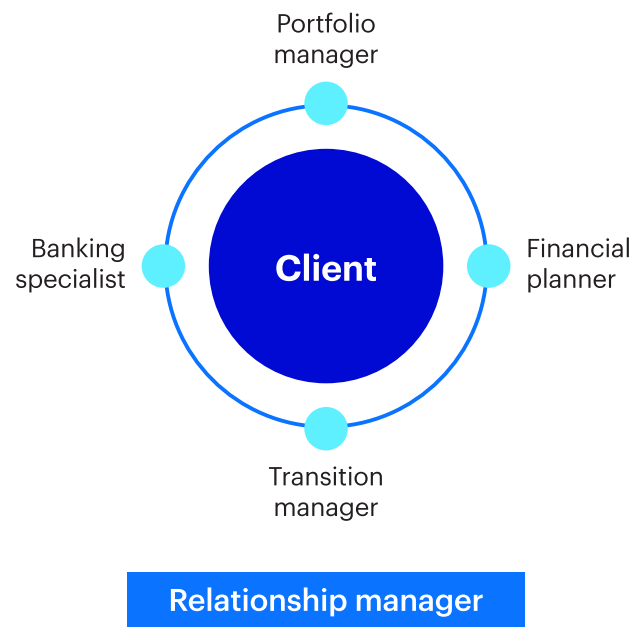 Portfolio
manager
Banking
specialist
Client
Financial
planner
Transition
manager
Relationship manager